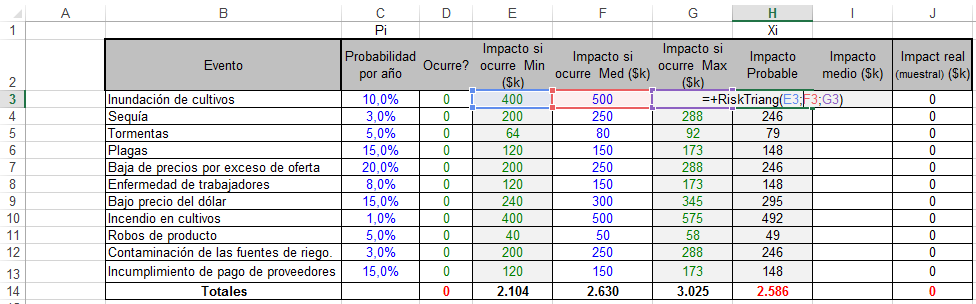 A B C D E F G H I J
1 Pi Xi
2 Evento Probabilidad por año Ocurre? Impacto si ocurre Min ($k) Impacto si ocurre Med ($k) Impacto si ocurre Max ($k) Impacto Probable Impacto medio ($k) Impact real (muestral) ($k)
3 Inundación de cultivos 10,0% 0 400 500 =+RiskTriang(E3;F3;G3) 0
4 Sequía 3,0% 0 200 250 288 246 0
5 Tormentas 5,0% 0 64 80 92 79 0
6 Plagas 15,0% 0 120 150 173 148 0
7 Baja de precios por exceso de oferta 20,0% 0 200 250 288 246 0
8 Enfermedad de trabajadores 8,0% 0 120 150 173 148 0
9 Bajo precio del dólar 15,0% 0 240 300 345 295 0
10 Incendio en cultivos 1,0% 0 400 500 575 492 0
11 Robos de producto 5,0% 0 40 50 58 49 0
12 Contaminación de las fuentes de riego. 3,0% 0 200 250 288 246 0
13 Incumplimiento de pago de proveedores 15,0% 0 120 150 173 148 0
14 Totales 0 2.104 2.630 3.025 2.586 0